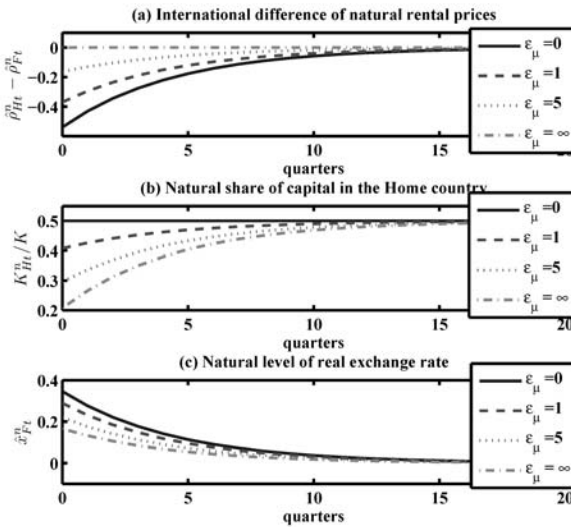 (a) International difference of natural rental prices
ρ̂ⁿ_Ht − ρ̂ⁿ_Ft
0
−0.2
−0.4
0 5 10 15 20
quarters
ε_μ =0
ε_μ =1
ε_μ =5
ε_μ =∞
(b) Natural share of capital in the Home country
Kⁿ_Ht/K
0.5
0.4
0.3
0.2
0 5 10 15 20
quarters
ε_μ =0
ε_μ =1
ε_μ =5
ε_μ =∞
(c) Natural level of real exchange rate
x̂ⁿ_Ft
0.4
0.2
0
0 5 10 15 20
quarters
ε_μ =0
ε_μ =1
ε_μ =5
ε_μ =∞